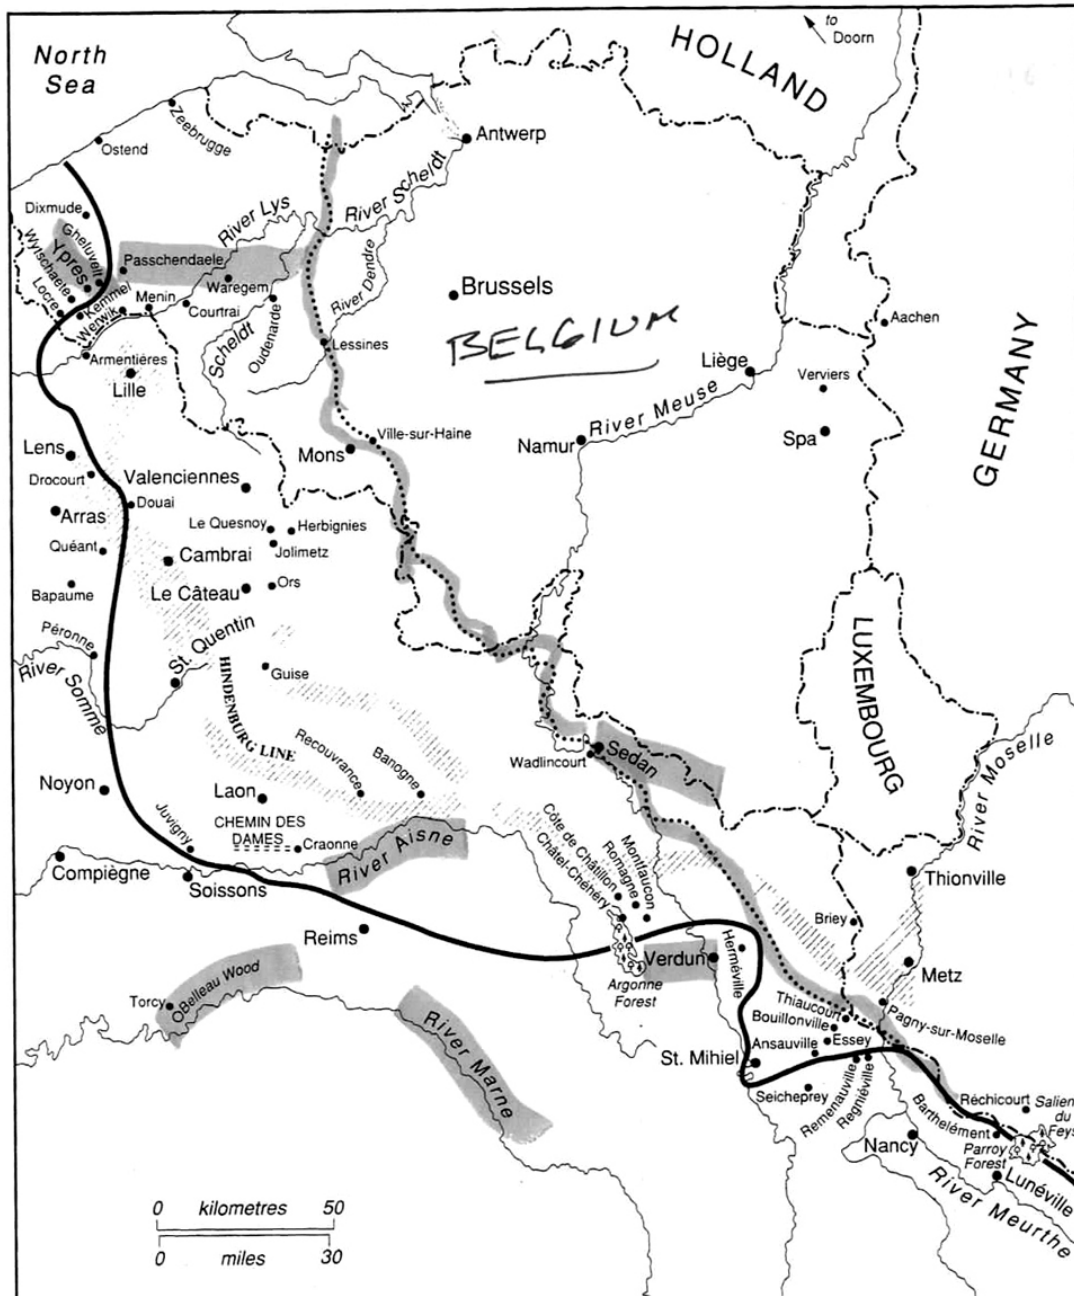 North
Sea
to
Doorn
HOLLAND
Zeebrugge
Ostend
Antwerp
River Scheldt
Dixmude
River Lys
Gheluvelt
Ypres
Wytschaete
Passchendaele
River Dendre
Waregem
Brussels
Locre
Kemmel
Werwik
Menin
Courtrai
Scheldt
Oudenarde
BELGIUM
Aachen
Armentières
Lille
Lessines
Liège
Verviers
GERMANY
River Meuse
Lens
Mons
Ville-sur-Haine
Namur
Spa
Drocourt
Valenciennes
Douai
Arras
Le Quesnoy
Herbignies
Quéant
Cambrai
Jolimetz
Bapaume
Le Câteau
Ors
Péronne
St. Quentin
LUXEMBOURG
River Somme
HINDENBURG LINE
Guise
Recouvrance
Banogne
Wadlincourt
Sedan
River Moselle
Noyon
Laon
Juvigny
CHEMIN DES
DAMES
Craonne
River Aisne
Côte de Châtillon
Châtel-Chéhéry
Romagne
Montfaucon
Compiègne
Soissons
Thionville
Reims
Briey
Verdun
Herméville
Metz
Argonne
Forest
Torcy
Belleau Wood
Thiaucourt
Pagny-sur-Moselle
Bouillonville
Essey
Ansauville
River Marne
St. Mihiel
Seicheprey
Remenauville
Regniéville
Réchicourt
Salien
du
Feys
Barthelémont
Parroy
Forest
Nancy
Lunéville
River Meurthe
0 kilometres 50
0 miles 30